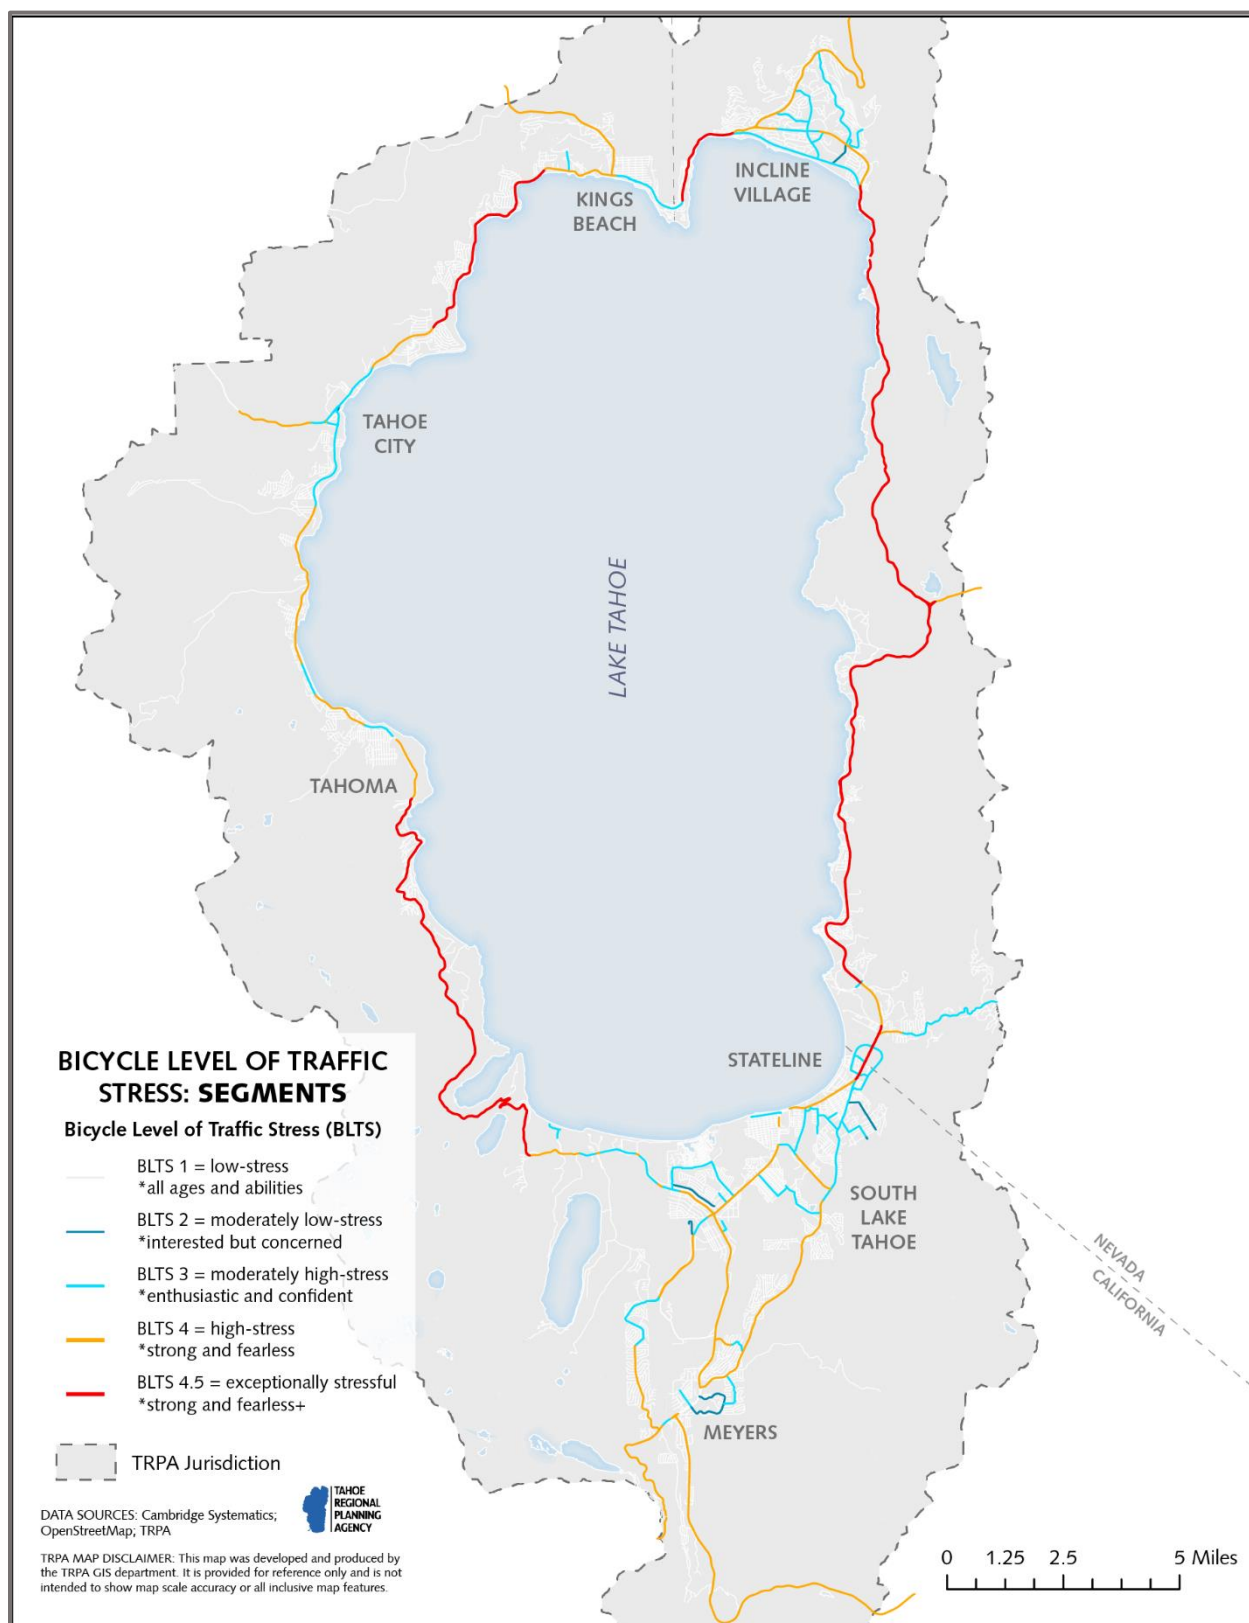 KINGS
BEACH
INCLINE
VILLAGE
TAHOE
CITY
LAKE TAHOE
TAHOMA
STATELINE
SOUTH
LAKE
TAHOE
NEVADA
CALIFORNIA
MEYERS
BICYCLE LEVEL OF TRAFFIC
STRESS: SEGMENTS
Bicycle Level of Traffic Stress (BLTS)
BLTS 1 = low-stress
*all ages and abilities
BLTS 2 = moderately low-stress
*interested but concerned
BLTS 3 = moderately high-stress
*enthusiastic and confident
BLTS 4 = high-stress
*strong and fearless
BLTS 4.5 = exceptionally stressful
*strong and fearless+
TRPA Jurisdiction
DATA SOURCES: Cambridge Systematics;
OpenStreetMap; TRPA
TAHOE
REGIONAL
PLANNING
AGENCY
TRPA MAP DISCLAIMER: This map was developed and produced by
the TRPA GIS department. It is provided for reference only and is not
intended to show map scale accuracy or all inclusive map features.
0 1.25 2.5 5 Miles